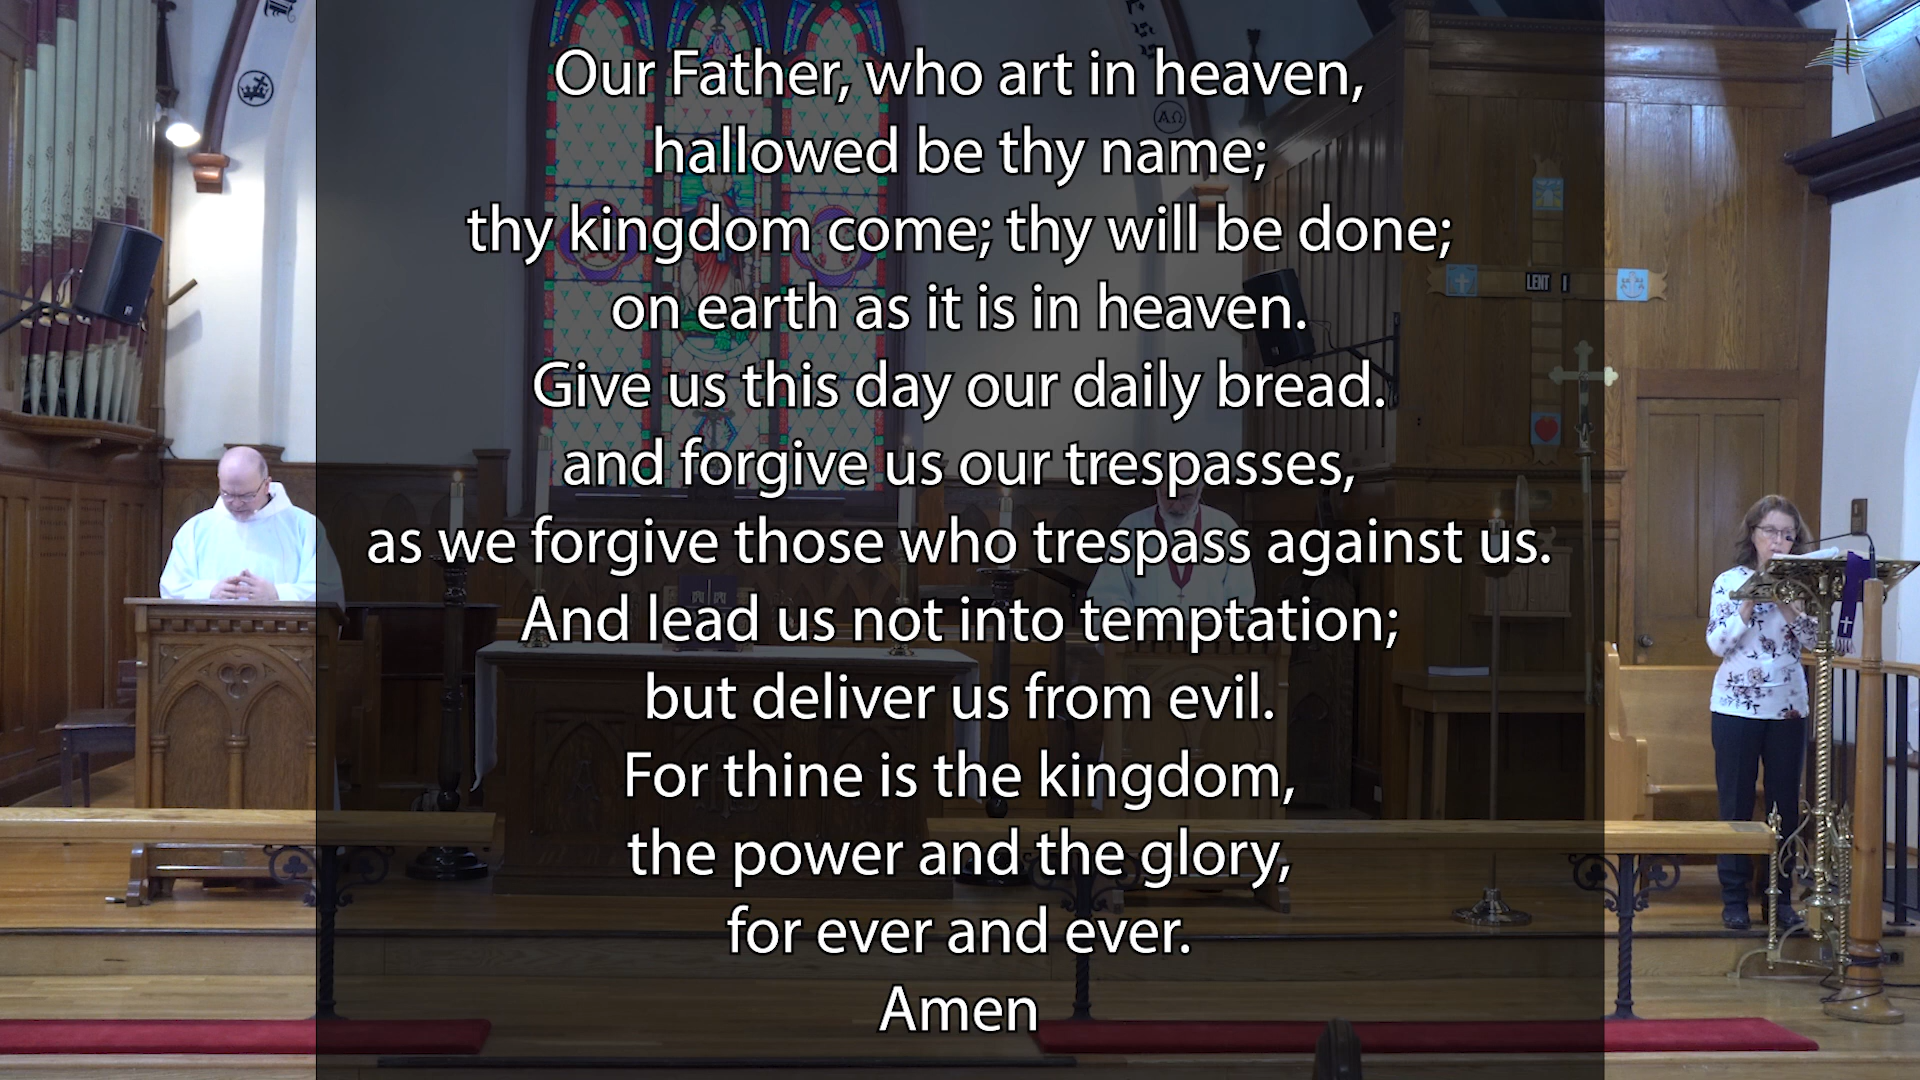 Our Father, who art in heaven,
hallowed be thy name;
thy kingdom come; thy will be done;
on earth as it is in heaven.
Give us this day our daily bread.
and forgive us our trespasses,
as we forgive those who trespass against us.
And lead us not into temptation;
but deliver us from evil.
For thine is the kingdom,
the power and the glory,
for ever and ever.
Amen
ΑΩ
LENT I